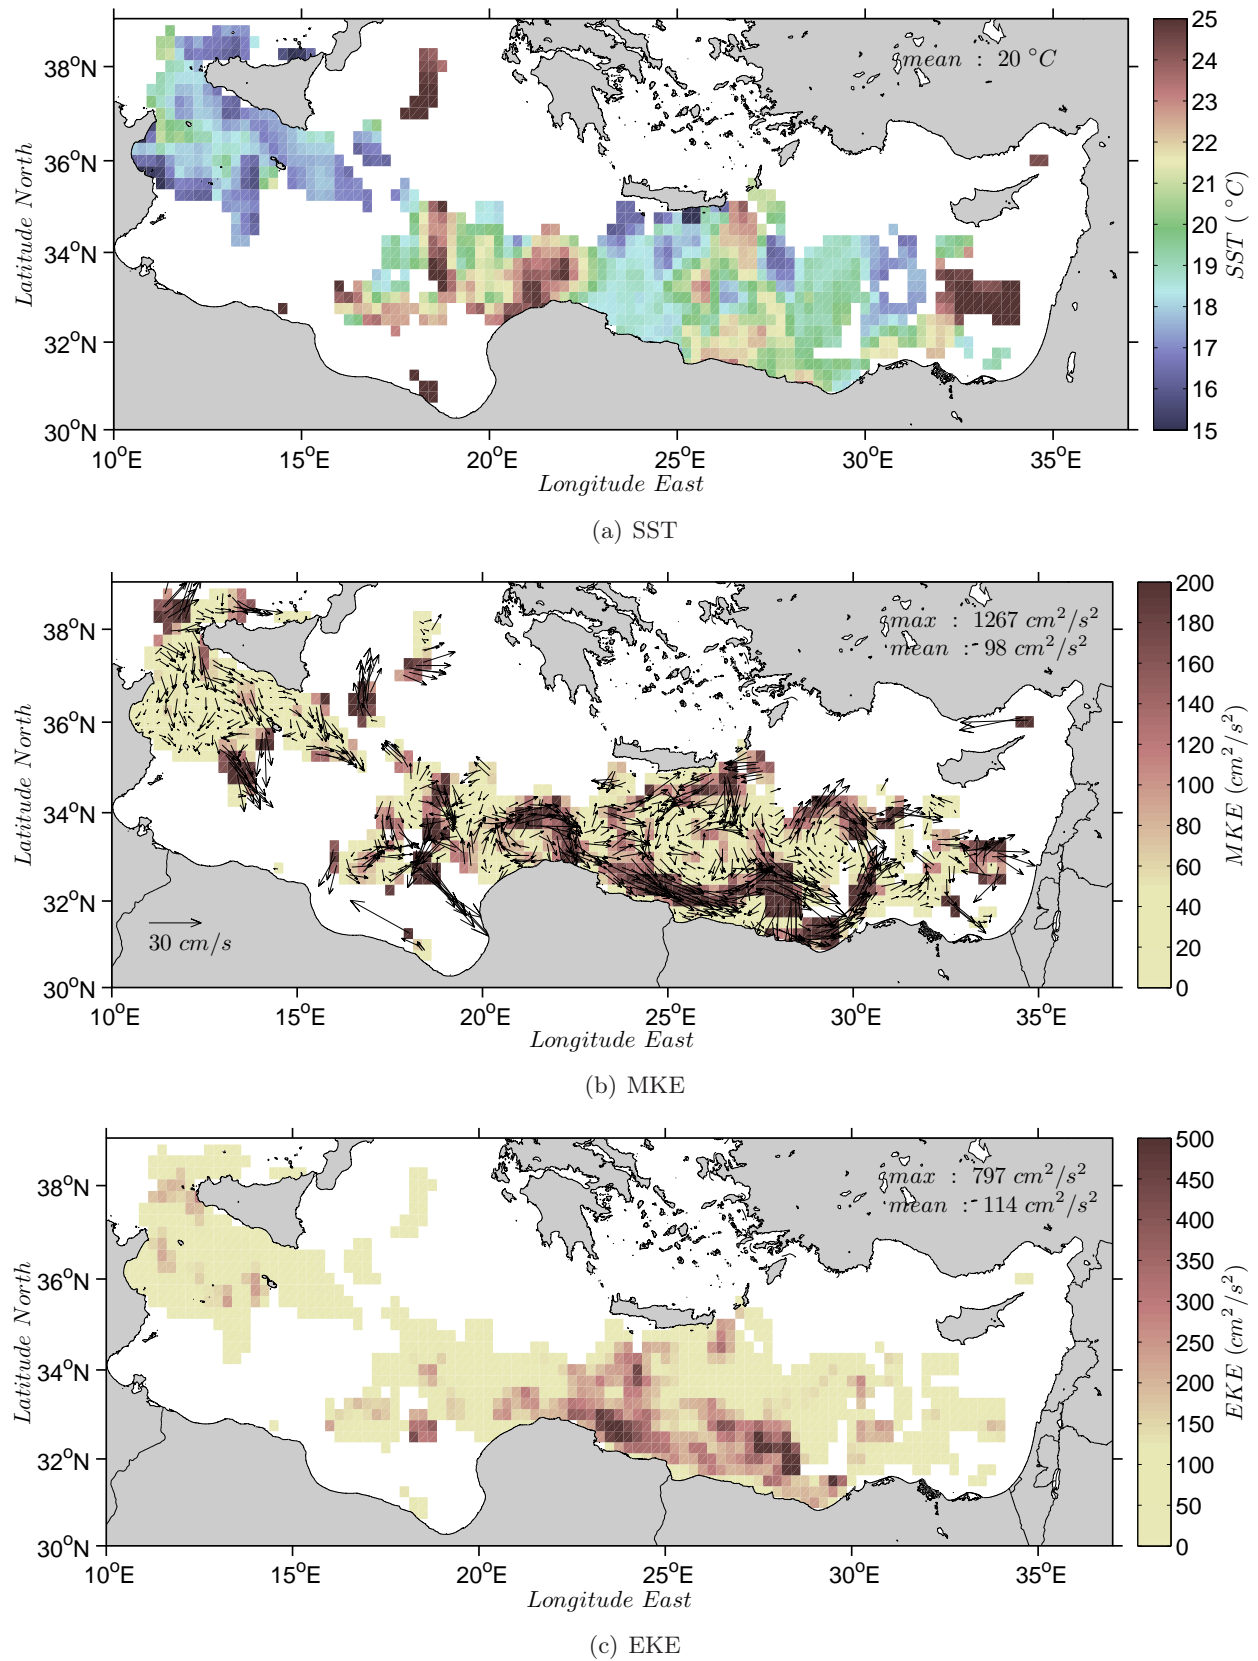 mean : 20 °C
38°N
36°N
34°N
32°N
30°N
Latitude North
10°E 15°E 20°E 25°E 30°E 35°E
Longitude East
25
24
23
22
21
20
19
18
17
16
15
SST ( °C)
(a) SST
max : 1267 cm²/s²
mean : 98 cm²/s²
38°N
36°N
34°N
32°N
30°N
Latitude North
30 cm/s
10°E 15°E 20°E 25°E 30°E 35°E
Longitude East
200
180
160
140
120
100
80
60
40
20
0
MKE (cm²/s²)
(b) MKE
max : 797 cm²/s²
mean : 114 cm²/s²
38°N
36°N
34°N
32°N
30°N
Latitude North
10°E 15°E 20°E 25°E 30°E 35°E
Longitude East
500
450
400
350
300
250
200
150
100
50
0
EKE (cm²/s²)
(c) EKE